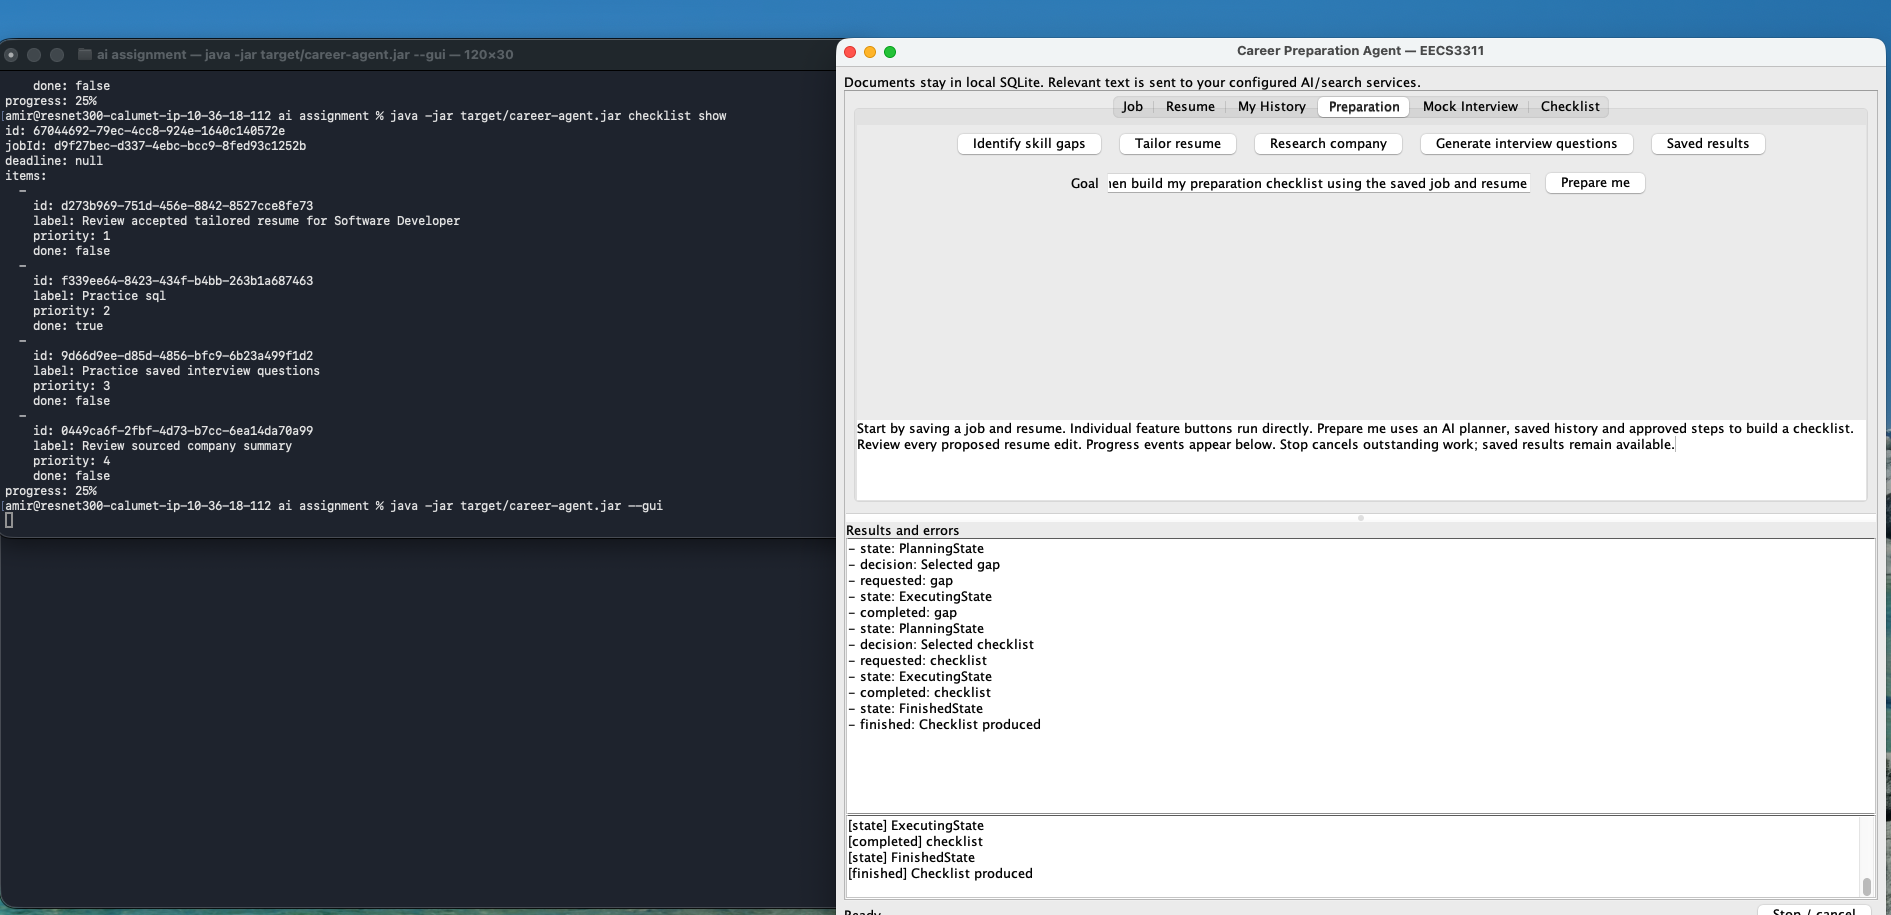 ai assignment — java -jar target/career-agent.jar --gui — 120×30
done: false
progress: 25%
[amir@resnet300-calumet-ip-10-36-18-112 ai assignment % java -jar target/career-agent.jar checklist show
id: 67044692-79ec-4cc8-924e-1640c140572e
jobId: d9f27bec-d337-4ebc-bcc9-8fed93c1252b
deadline: null
items:
-
id: d273b969-751d-456e-8842-8527cce8fe73
label: Review accepted tailored resume for Software Developer
priority: 1
done: false
-
id: f339ee64-8423-434f-b4bb-263b1a687463
label: Practice sql
priority: 2
done: true
-
id: 9d66d9ee-d85d-4856-bfc9-6b23a499f1d2
label: Practice saved interview questions
priority: 3
done: false
-
id: 0449ca6f-2fbf-4d73-b7cc-6ea14da70a99
label: Review sourced company summary
priority: 4
done: false
progress: 25%
[amir@resnet300-calumet-ip-10-36-18-112 ai assignment % java -jar target/career-agent.jar --gui
Career Preparation Agent — EECS3311
Documents stay in local SQLite. Relevant text is sent to your configured AI/search services.
Job Resume My History Preparation Mock Interview Checklist
Identify skill gaps Tailor resume Research company Generate interview questions Saved results
Goal hen build my preparation checklist using the saved job and resume Prepare me
Start by saving a job and resume. Individual feature buttons run directly. Prepare me uses an AI planner, saved history and approved steps to build a checklist.
Review every proposed resume edit. Progress events appear below. Stop cancels outstanding work; saved results remain available.
Results and errors
- state: PlanningState
- decision: Selected gap
- requested: gap
- state: ExecutingState
- completed: gap
- state: PlanningState
- decision: Selected checklist
- requested: checklist
- state: ExecutingState
- completed: checklist
- state: FinishedState
- finished: Checklist produced
[state] ExecutingState
[completed] checklist
[state] FinishedState
[finished] Checklist produced
Ready Stop / cancel